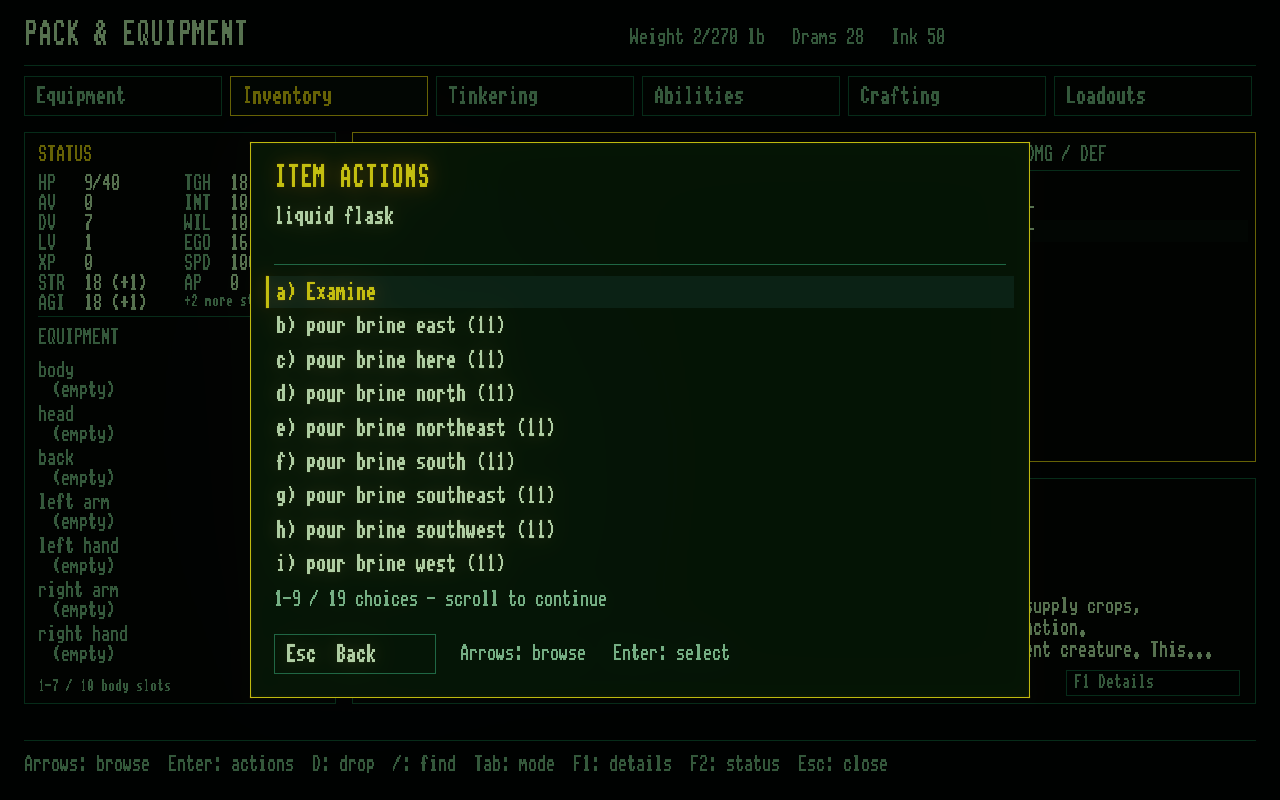 PACK & EQUIPMENT
Weight 2/270 lb Drams 28 Ink 50
Equipment Inventory Tinkering Abilities Crafting Loadouts
STATUS
HP 9/40 TGH 18
AV 0 INT 10
DV 7 WIL 10
LV 1 EGO 16
XP 0 SPD
STR 18 (+1) AP 0
AGI 18 (+1) +2 more
EQUIPMENT
body
(empty)
head
(empty)
back
(empty)
left arm
(empty)
left hand
(empty)
right arm
(empty)
right hand
(empty)
1-7 / 10 body slots
DMG / DEF
ITEM ACTIONS
liquid flask
a) Examine
b) pour brine east (11)
c) pour brine here (11)
d) pour brine north (11)
e) pour brine northeast (11)
f) pour brine south (11)
g) pour brine southeast (11)
h) pour brine southwest (11)
i) pour brine west (11)
1-9 / 19 choices - scroll to continue
Esc Back Arrows: browse Enter: select
supply crops,
creature. This...
F1 Details
Arrows: browse Enter: actions D: drop /: find Tab: mode F1: details F2: status Esc: close